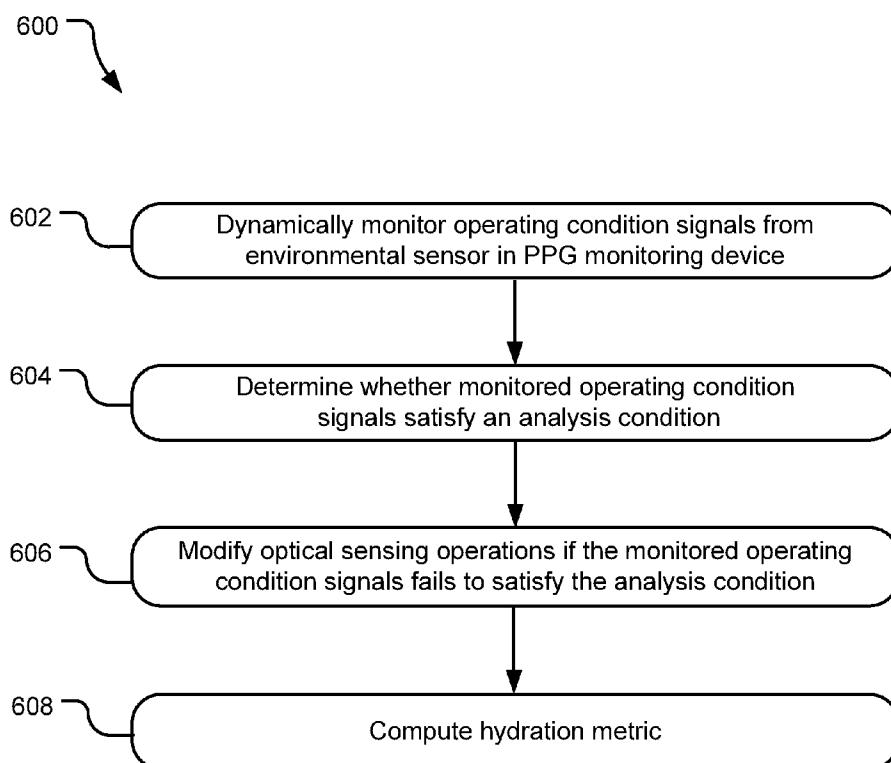 600
602
Dynamically monitor operating condition signals from
environmental sensor in PPG monitoring device
604
Determine whether monitored operating condition
signals satisfy an analysis condition
606
Modify optical sensing operations if the monitored operating
condition signals fails to satisfy the analysis condition
608
Compute hydration metric